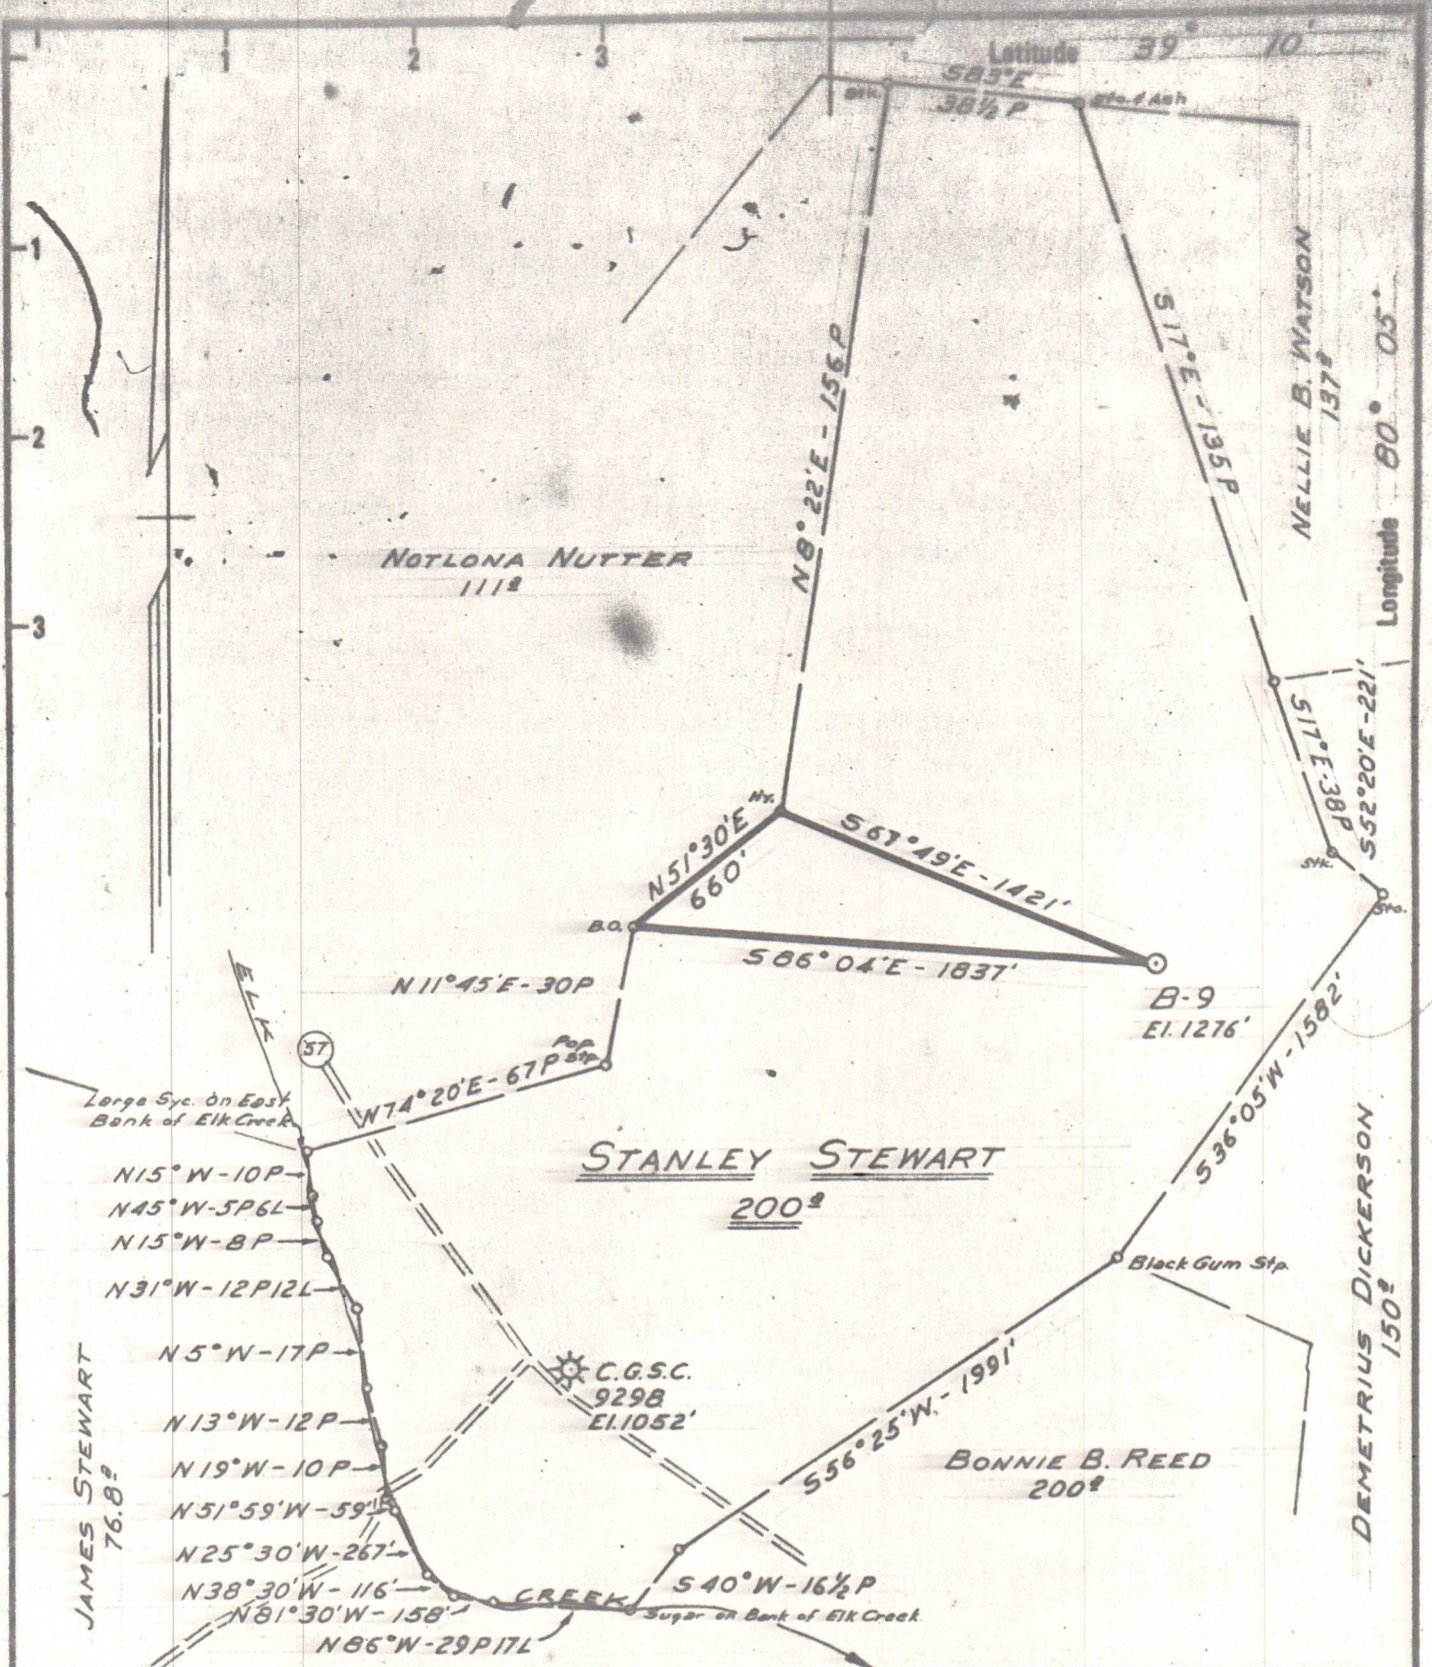 1 2 3
Latitude 39° 10'
S83°E
38½P
Stk.
Sto. & Ash
1
2
3
N8°22'E-156P
S17°E-135P
NELLIE B. WATSON
137ª
Longitude 80° 05'
NOTLONA NUTTER
111ª
S17°E-38P
S52°20'E-221'
Stk.
Sto.
Hy.
N51°30'E
660'
S67°49'E-1421'
B.O.
S86°04'E-1837'
B-9
El. 1276'
N11°45'E-30P
ELK
57
Pop.
Stp.
N74°20'E-67P
Large Syc. On East
Bank of Elk Creek
STANLEY STEWART
200ª
S36°05'W-1582'
DEMETRIUS DICKERSON
150ª
Black Gum Stp.
N15°W-10P
N45°W-5P6L
N15°W-8P
N31°W-12P12L
N5°W-17P
N13°W-12P
N19°W-10P
N51°59'W-59'
N25°30'W-267'
N38°30'W-116'
N81°30'W-158'
N86°W-29P17L
JAMES STEWART
76.8ª
C.G.S.C.
9298
El.1052'
S56°25'W-1991'
BONNIE B. REED
200ª
CREEK
S40°W-16½P
Sugar on Bank of Elk Creek